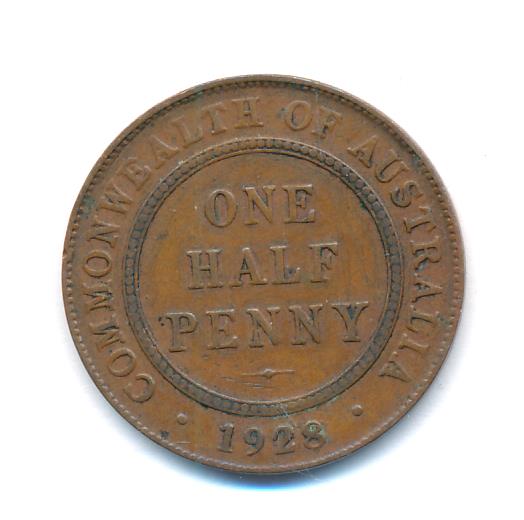 COMMONWEALTH OF AUSTRALIA
ONE
HALF
PENNY
1928